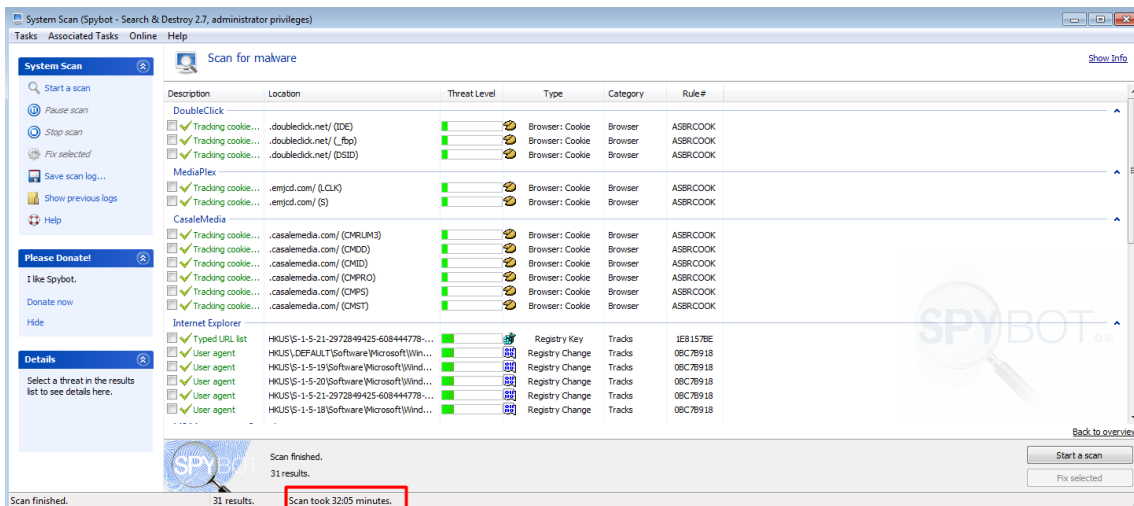 System Scan (Spybot - Search & Destroy 2.7, administrator privileges)
Tasks Associated Tasks Online Help
System Scan
Start a scan
Pause scan
Stop scan
Fix selected
Save scan log...
Show previous logs
Help
Please Donate!
I like Spybot.
Donate now
Hide
Details
Select a threat in the results
list to see details here.
Scan for malware
Show Info
Description Location Threat Level Type Category Rule#
DoubleClick
Tracking cookie... .doubleclick.net/ (IDE) Browser: Cookie Browser ASBRCOOK
Tracking cookie... .doubleclick.net/ (_fbp) Browser: Cookie Browser ASBRCOOK
Tracking cookie... .doubleclick.net/ (DSID) Browser: Cookie Browser ASBRCOOK
MediaPlex
Tracking cookie... .emjcd.com/ (LCLK) Browser: Cookie Browser ASBRCOOK
Tracking cookie... .emjcd.com/ (S) Browser: Cookie Browser ASBRCOOK
CasaleMedia
Tracking cookie... .casalemedia.com/ (CMRUM3) Browser: Cookie Browser ASBRCOOK
Tracking cookie... .casalemedia.com/ (CMDD) Browser: Cookie Browser ASBRCOOK
Tracking cookie... .casalemedia.com/ (CMID) Browser: Cookie Browser ASBRCOOK
Tracking cookie... .casalemedia.com/ (CMPRO) Browser: Cookie Browser ASBRCOOK
Tracking cookie... .casalemedia.com/ (CMPS) Browser: Cookie Browser ASBRCOOK
Tracking cookie... .casalemedia.com/ (CMST) Browser: Cookie Browser ASBRCOOK
Internet Explorer
Typed URL list HKUS\S-1-5-21-2972849425-608444778-... Registry Key Tracks 1E8157BE
User agent HKUS\.DEFAULT\Software\Microsoft\Win... Registry Change Tracks 0BC7B918
User agent HKUS\S-1-5-19\Software\Microsoft\Wind... Registry Change Tracks 0BC7B918
User agent HKUS\S-1-5-20\Software\Microsoft\Wind... Registry Change Tracks 0BC7B918
User agent HKUS\S-1-5-21-2972849425-608444778-... Registry Change Tracks 0BC7B918
User agent HKUS\S-1-5-18\Software\Microsoft\Wind... Registry Change Tracks 0BC7B918
SPYBOT
Back to overview
SPYBOT
Scan finished.
31 results.
Start a scan
Fix selected
Scan finished. 31 results. Scan took 32:05 minutes.